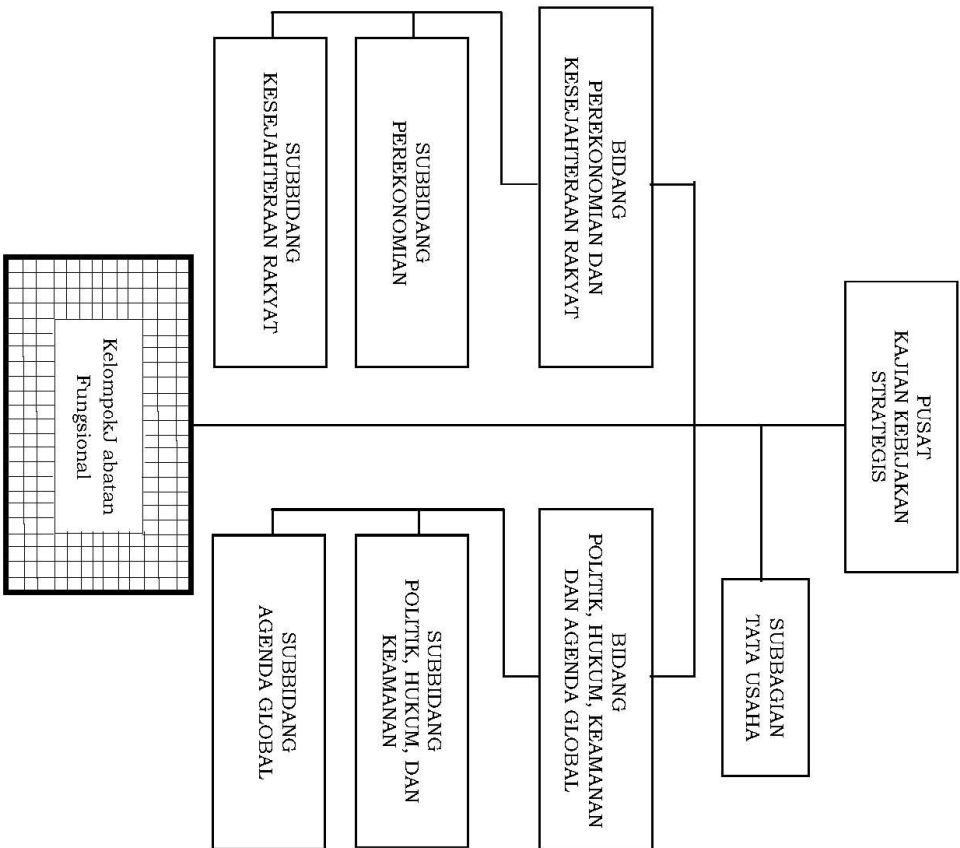 PUSAT
KAJIAN KEBIJAKAN
STRATEGIS
SUBBAGIAN
TATA USAHA
BIDANG
PEREKONOMIAN DAN
KESEJAHTERAAN RAKYAT
BIDANG
POLITIK, HUKUM, KEAMANAN
DAN AGENDA GLOBAL
SUBBIDANG
PEREKONOMIAN
SUBBIDANG
POLITIK, HUKUM, DAN
KEAMANAN
SUBBIDANG
KESEJAHTERAAN RAKYAT
SUBBIDANG
AGENDA GLOBAL
KelompokJ abatan
Fungsional